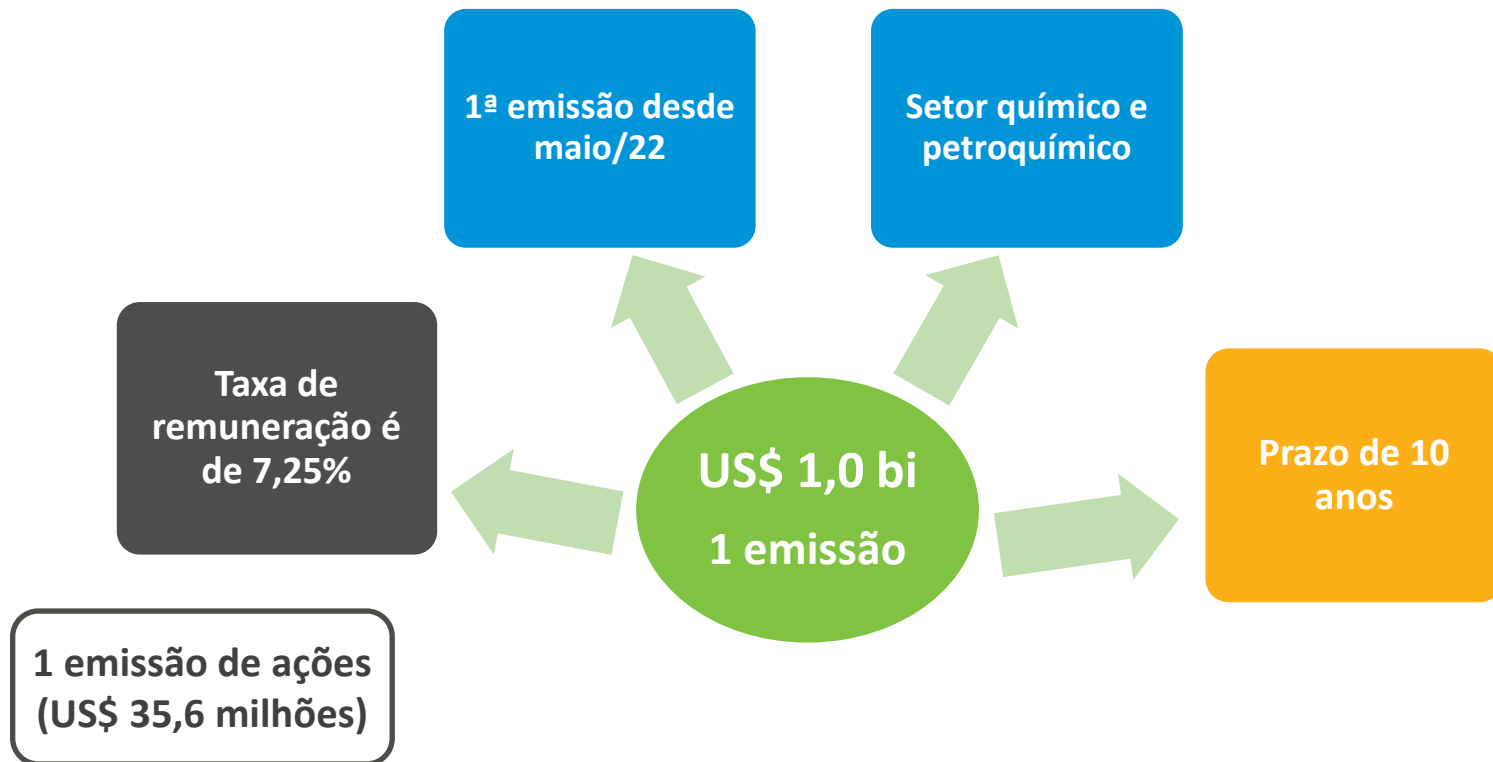 1ª emissão desde
maio/22
Setor químico e
petroquímico
Taxa de
remuneração é
de 7,25%
US$ 1,0 bi
1 emissão
Prazo de 10
anos
1 emissão de ações
(US$ 35,6 milhões)